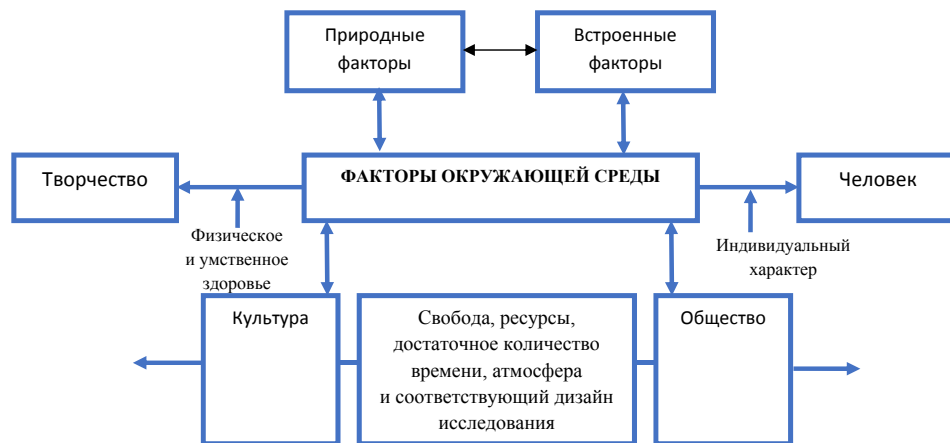 Природные
факторы
Встроенные
факторы
Творчество
ФАКТОРЫ ОКРУЖАЮЩЕЙ СРЕДЫ
Человек
Физическое
и умственное
здоровье
Индивидуальный
характер
Культура
Свобода, ресурсы,
достаточное количество
времени, атмосфера
и соответствующий дизайн
исследования
Общество